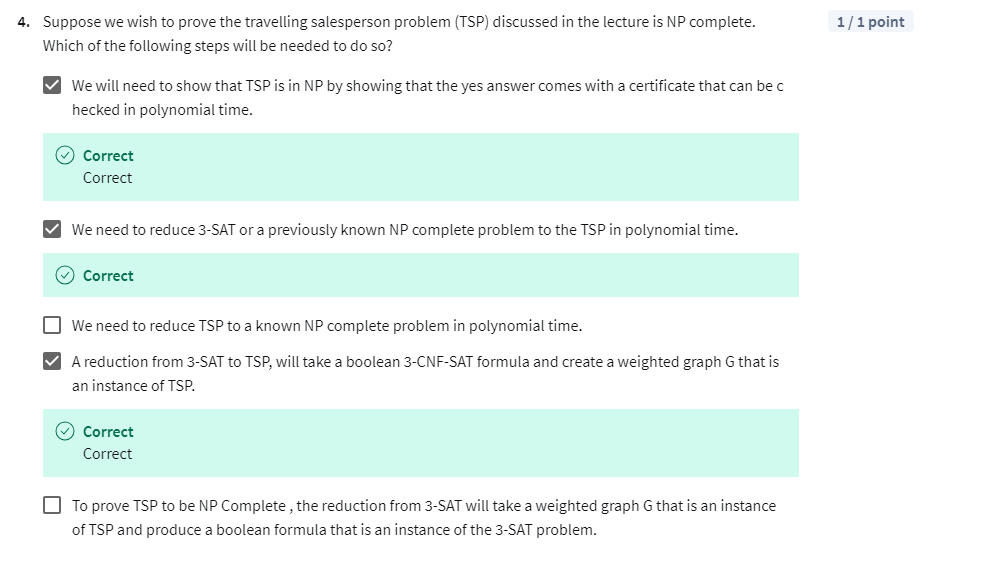 4. Suppose we wish to prove the travelling salesperson problem (TSP) discussed in the lecture is NP complete.
1 / 1 point
Which of the following steps will be needed to do so?
We will need to show that TSP is in NP by showing that the yes answer comes with a certificate that can be c
hecked in polynomial time.
Correct
Correct
We need to reduce 3-SAT or a previously known NP complete problem to the TSP in polynomial time.
Correct
We need to reduce TSP to a known NP complete problem in polynomial time.
A reduction from 3-SAT to TSP, will take a boolean 3-CNF-SAT formula and create a weighted graph G that is
an instance of TSP.
Correct
Correct
To prove TSP to be NP Complete , the reduction from 3-SAT will take a weighted graph G that is an instance
of TSP and produce a boolean formula that is an instance of the 3-SAT problem.